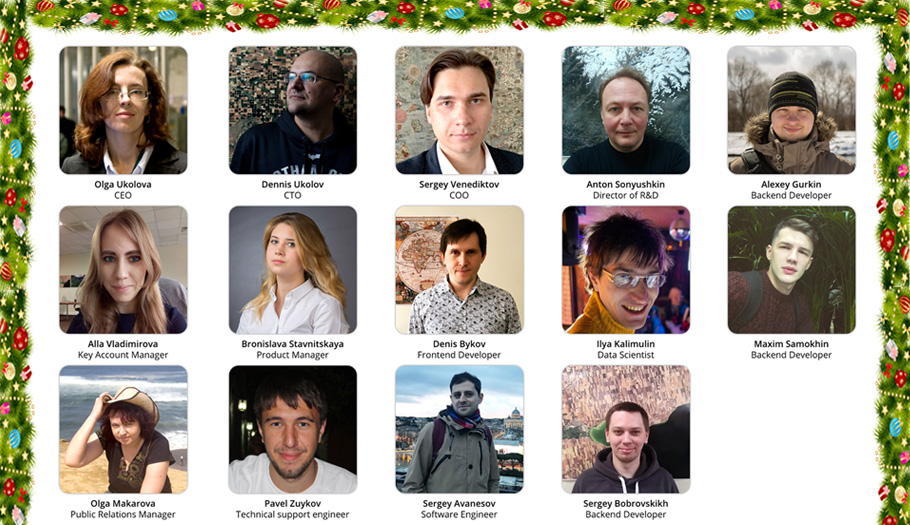 Olga Ukolova
CEO
Dennis Ukolov
CTO
Sergey Venediktov
COO
Anton Sonyushkin
Director of R&D
Alexey Gurkin
Backend Developer
Alla Vladimirova
Key Account Manager
Bronislava Stavnitskaya
Product Manager
Denis Bykov
Frontend Developer
Ilya Kalimulin
Data Scientist
Maxim Samokhin
Backend Developer
Olga Makarova
Public Relations Manager
Pavel Zuykov
Technical support engineer
Sergey Avanesov
Software Engineer
Sergey Bobrovskikh
Backend Developer